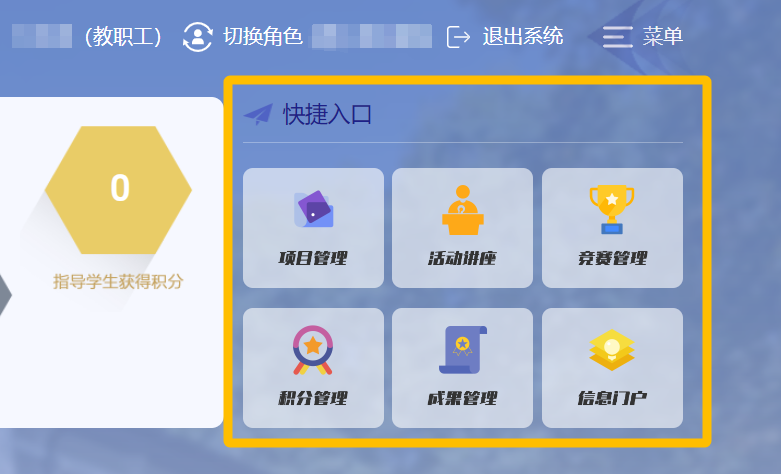 (教职工) 切换角色 退出系统 菜单
快捷入口
0
指导学生获得积分
项目管理 活动讲座 竞赛管理
积分管理 成果管理 信息门户